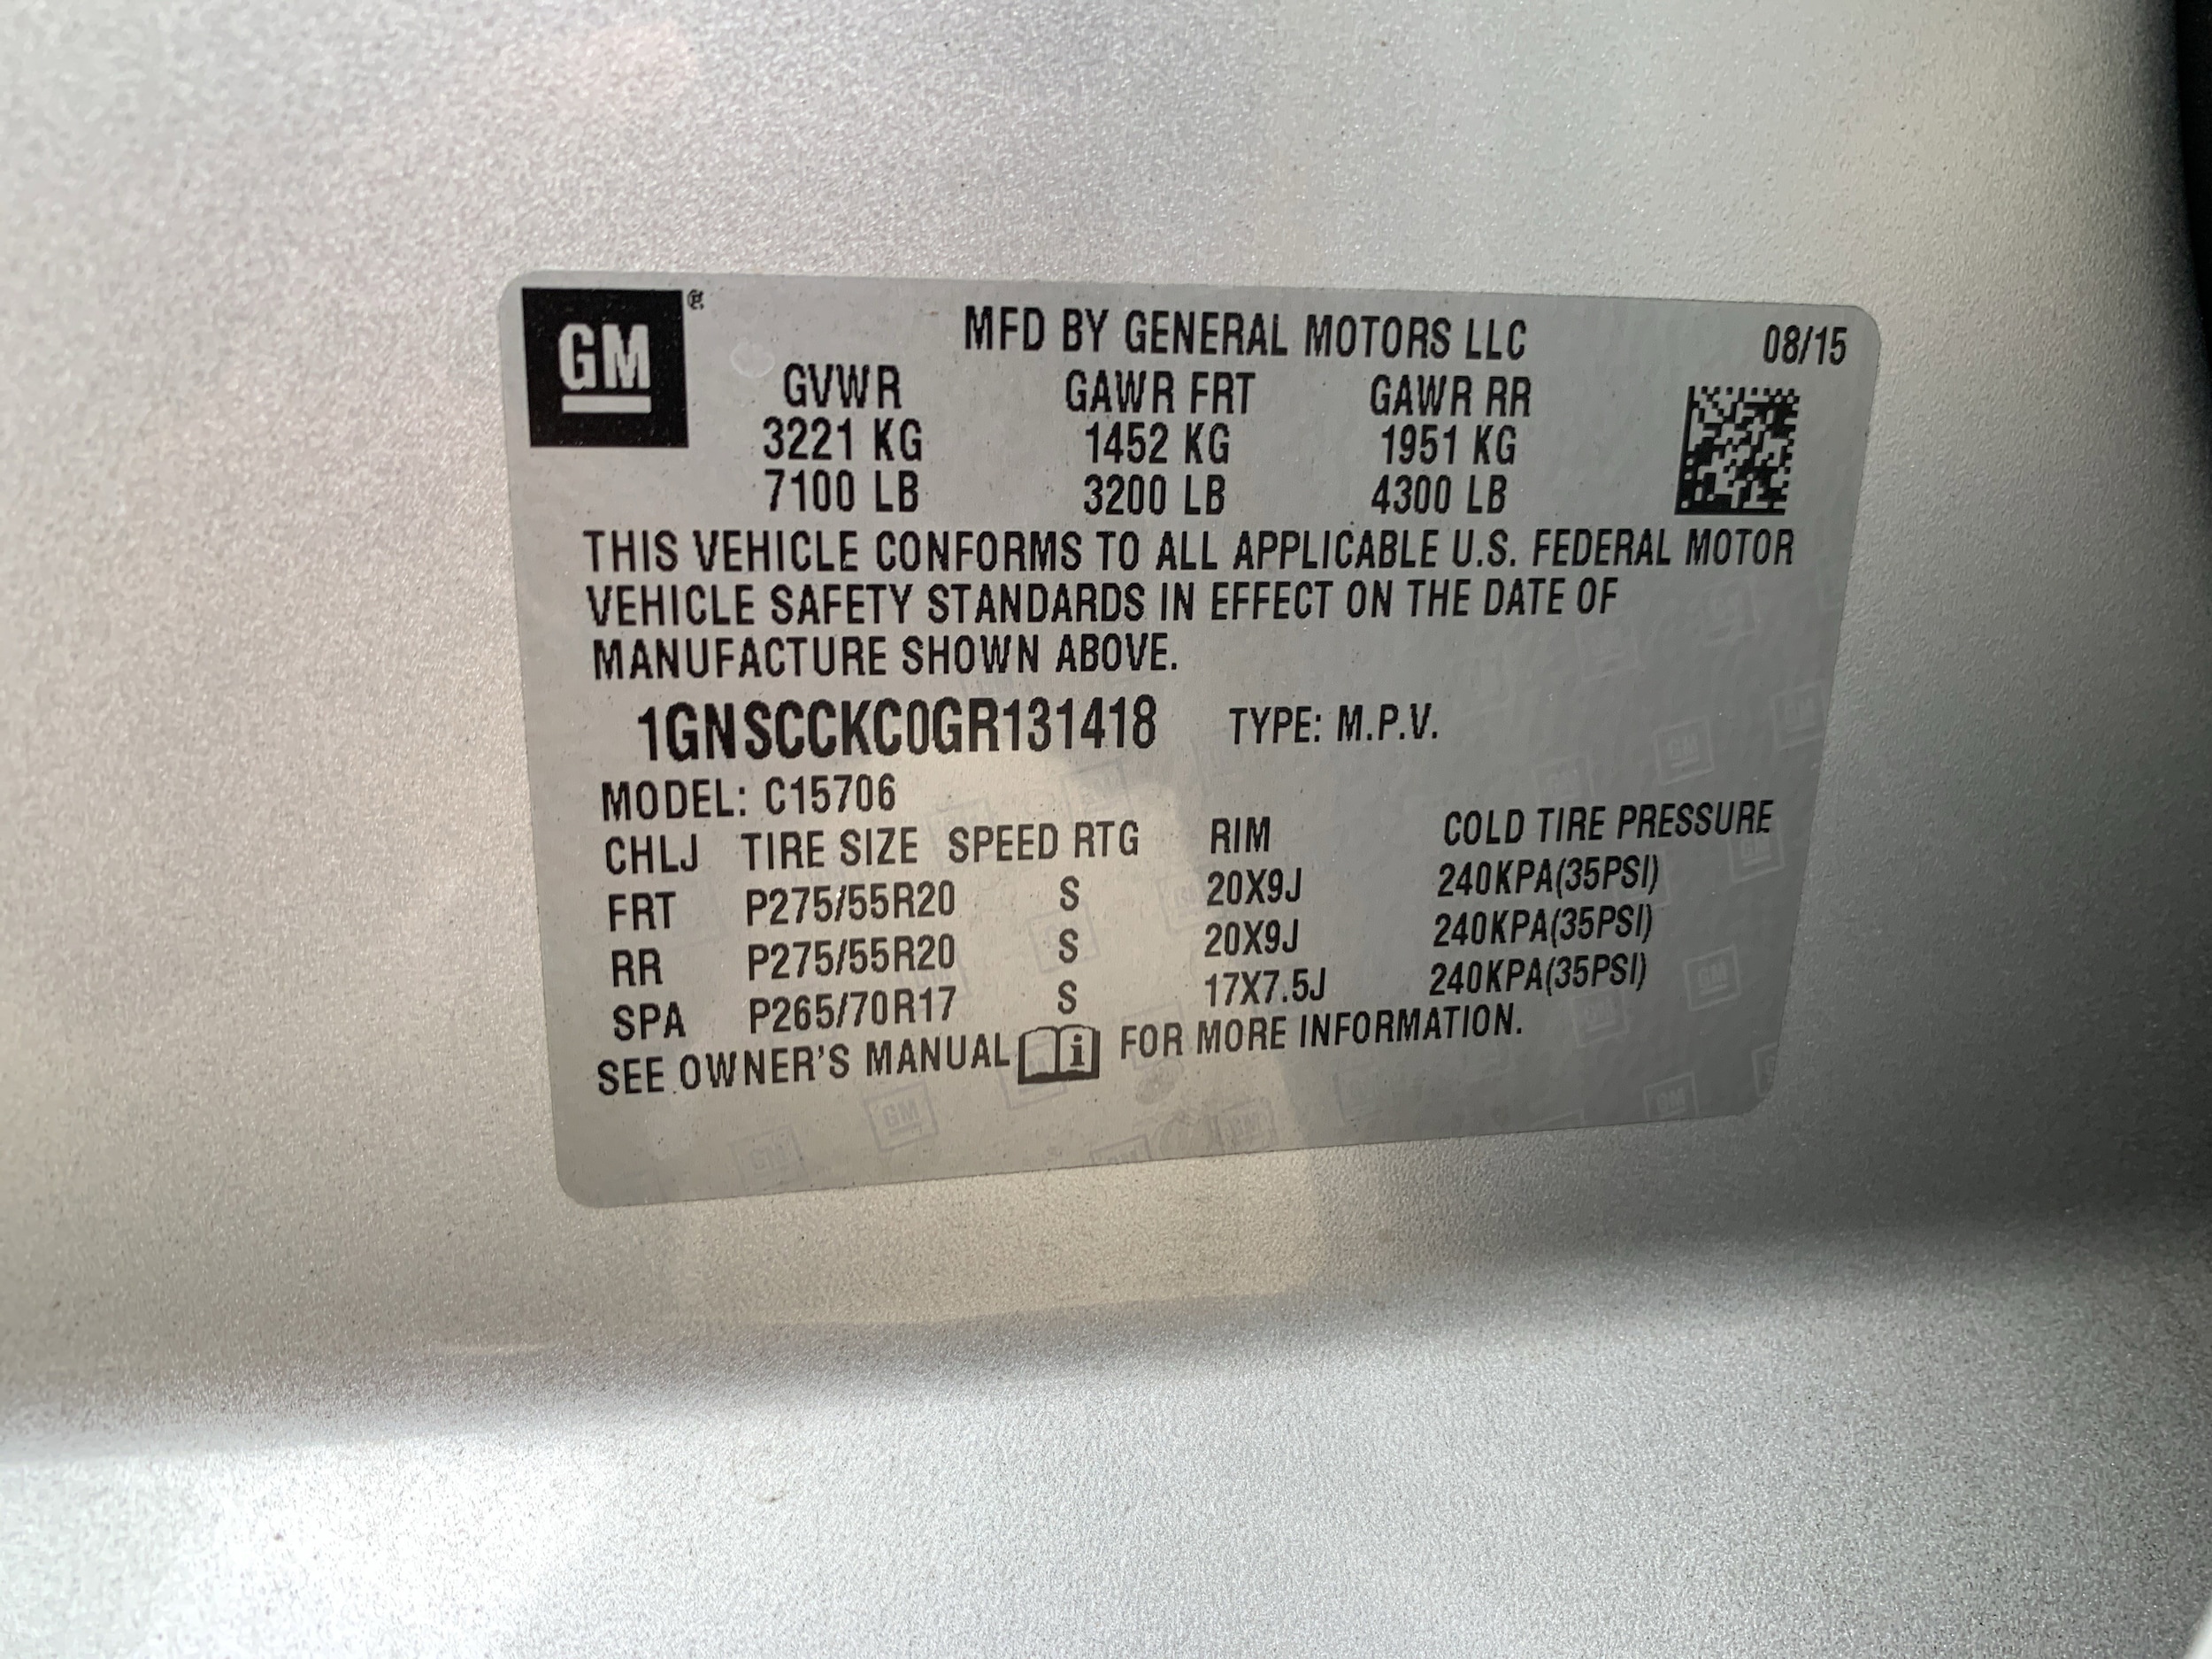 GM ®
MFD BY GENERAL MOTORS LLC 08/15
GVWR GAWR FRT GAWR RR
3221 KG 1452 KG 1951 KG
7100 LB 3200 LB 4300 LB
THIS VEHICLE CONFORMS TO ALL APPLICABLE U.S. FEDERAL MOTOR
VEHICLE SAFETY STANDARDS IN EFFECT ON THE DATE OF
MANUFACTURE SHOWN ABOVE.
1GNSCCKC0GR131418 TYPE: M.P.V.
MODEL: C15706
CHLJ TIRE SIZE SPEED RTG RIM COLD TIRE PRESSURE
FRT P275/55R20 S 20X9J 240KPA(35PSI)
RR P275/55R20 S 20X9J 240KPA(35PSI)
SPA P265/70R17 S 17X7.5J 240KPA(35PSI)
SEE OWNER'S MANUAL i FOR MORE INFORMATION.